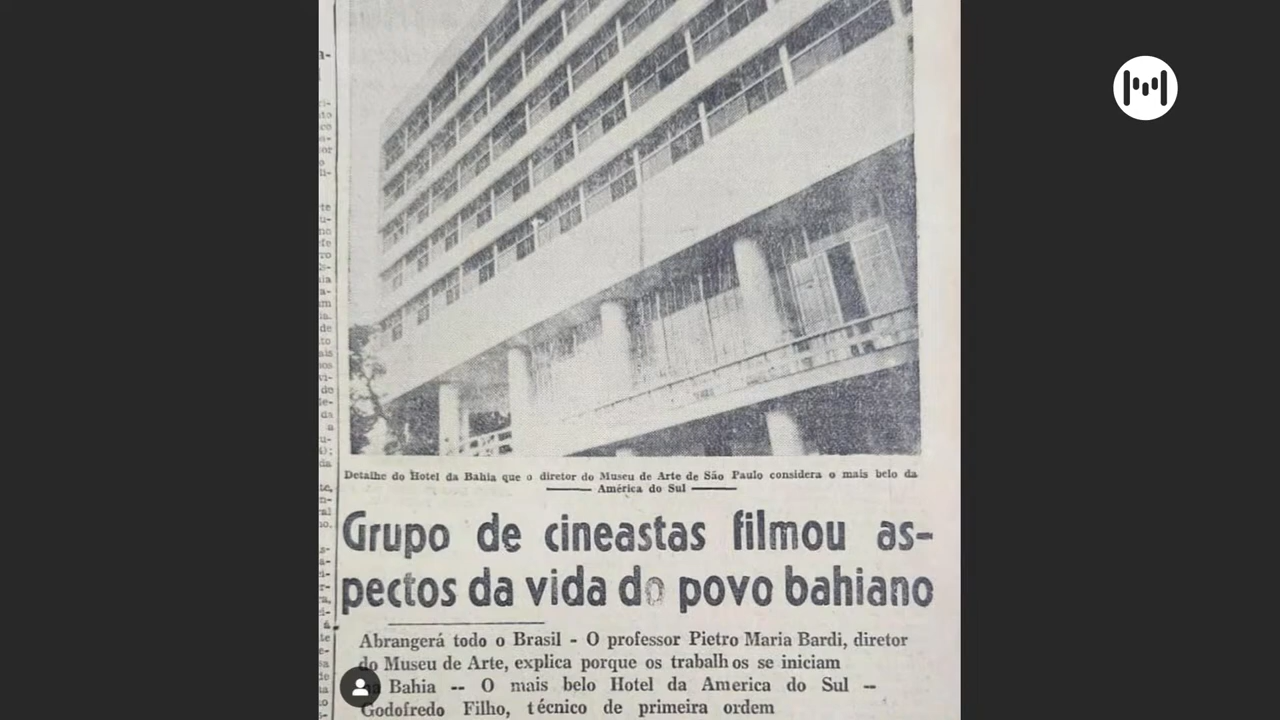 Detalhe do Hotel da Bahia que o diretor do Museu de Arte de São Paulo considera o mais belo da
América do Sul
Grupo de cineastas filmou as-
pectos da vida do povo bahiano
Abrangerá todo o Brasil - O professor Pietro Maria Bardi, diretor
do Museu de Arte, explica porque os trabalhos se iniciam
na Bahia -- O mais belo Hotel da America do Sul --
Godofredo Filho, técnico de primeira ordem